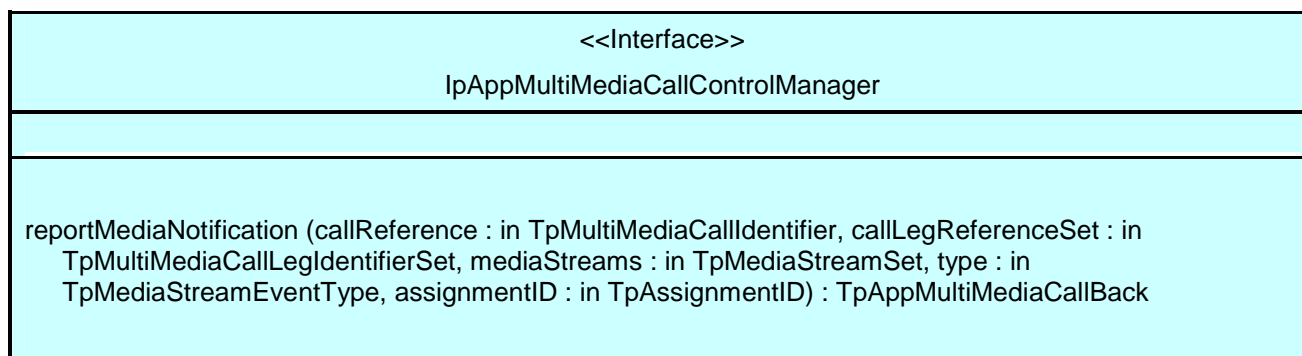 <<Interface>>
IpAppMultiMediaCallControlManager
reportMediaNotification (callReference : in TpMultiMediaCallIdentifier, callLegReferenceSet : in
TpMultiMediaCallLegIdentifierSet, mediaStreams : in TpMediaStreamSet, type : in
TpMediaStreamEventType, assignmentID : in TpAssignmentID) : TpAppMultiMediaCallBack